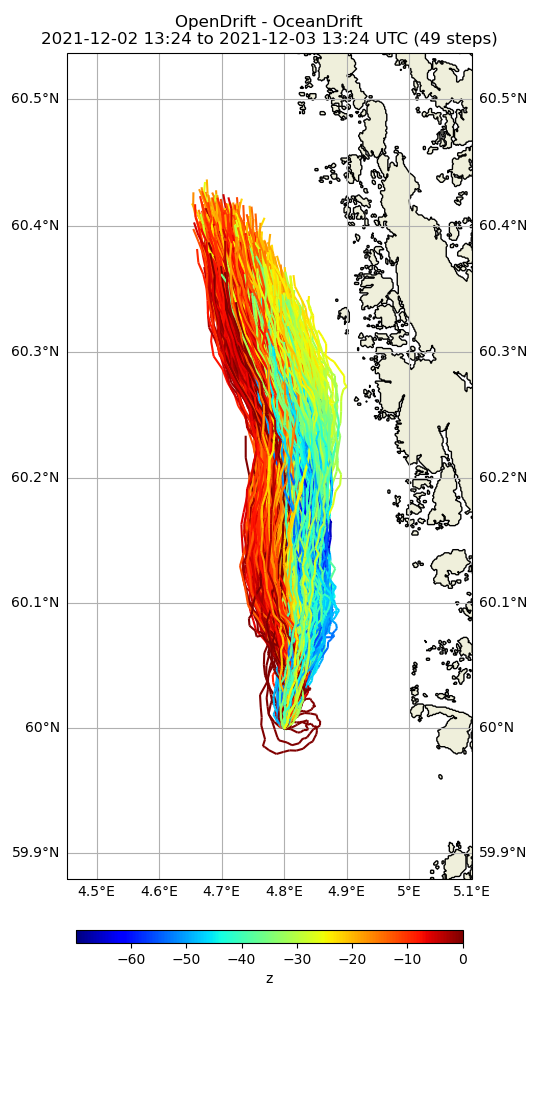 OpenDrift - OceanDrift
2021-12-02 13:24 to 2021-12-03 13:24 UTC (49 steps)
60.5°N 60.5°N
60.4°N 60.4°N
60.3°N 60.3°N
60.2°N 60.2°N
60.1°N 60.1°N
60°N 60°N
59.9°N 59.9°N
4.5°E 4.6°E 4.7°E 4.8°E 4.9°E 5°E 5.1°E
−60 −50 −40 −30 −20 −10 0
z